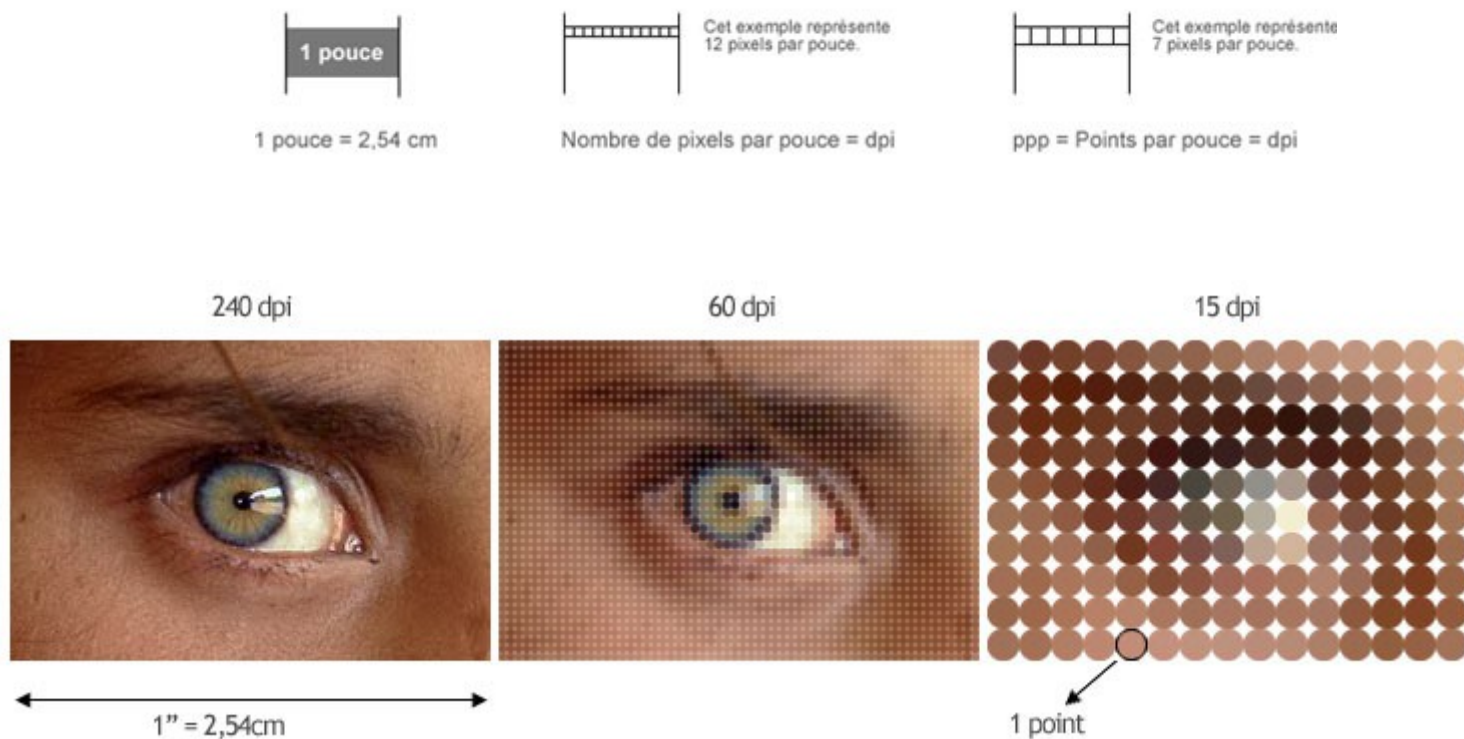 1 pouce
Cet exemple représente
12 pixels par pouce.
Cet exemple représente
7 pixels par pouce.
1 pouce = 2,54 cm
Nombre de pixels par pouce = dpi
ppp = Points par pouce = dpi
240 dpi
60 dpi
15 dpi
1” = 2,54cm
1 point